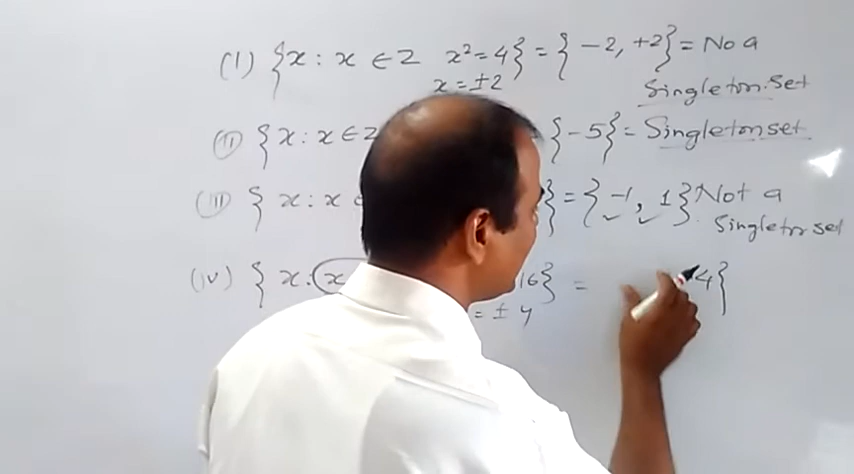 (I) {x : x ∈ Z x² = 4} = {-2, +2} = No a
x = ±2 Singleton set
(II) {x : x ∈ Z {-5} = Singleton set
(III) { x : x ∈ } = {-1, 1} Not a
Singleton set
(IV) { x : x 16} = 4}
= ± 4